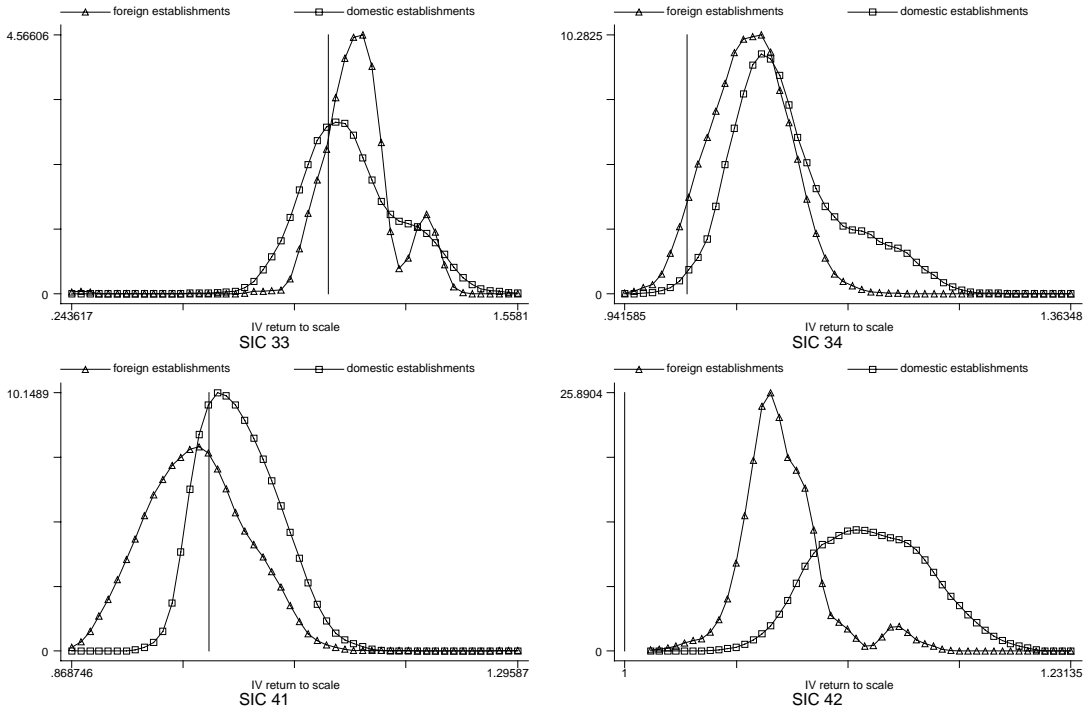 foreign establishments domestic establishments
4.56606
0
.243617 1.5581
IV return to scale
SIC 33
foreign establishments domestic establishments
10.2825
0
.941585 1.36348
IV return to scale
SIC 34
foreign establishments domestic establishments
10.1489
0
.868746 1.29587
IV return to scale
SIC 41
foreign establishments domestic establishments
25.8904
0
1 1.23135
IV return to scale
SIC 42